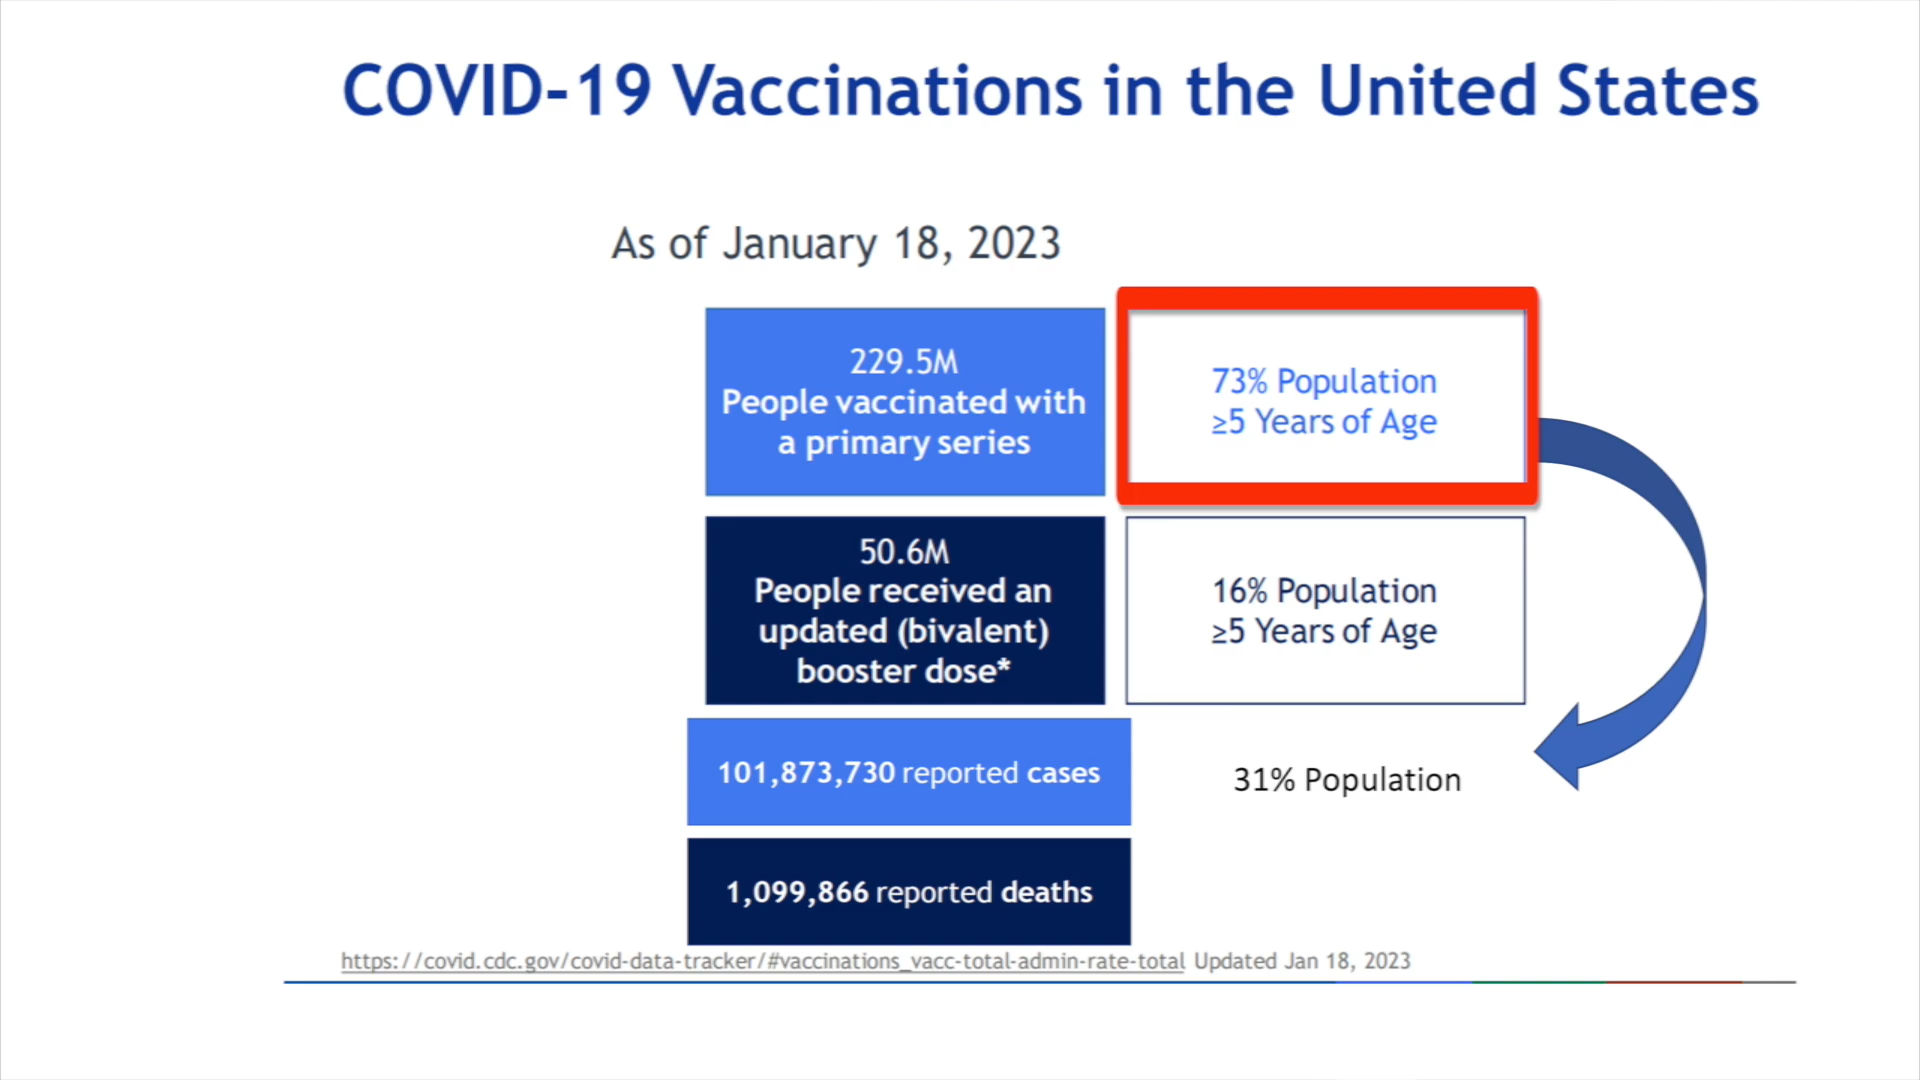 COVID-19 Vaccinations in the United States
As of January 18, 2023
229.5M
People vaccinated with
a primary series
73% Population
≥5 Years of Age
50.6M
People received an
updated (bivalent)
booster dose*
16% Population
≥5 Years of Age
101,873,730 reported cases
31% Population
1,099,866 reported deaths
https://covid.cdc.gov/covid-data-tracker/#vaccinations_vacc-total-admin-rate-total Updated Jan 18, 2023